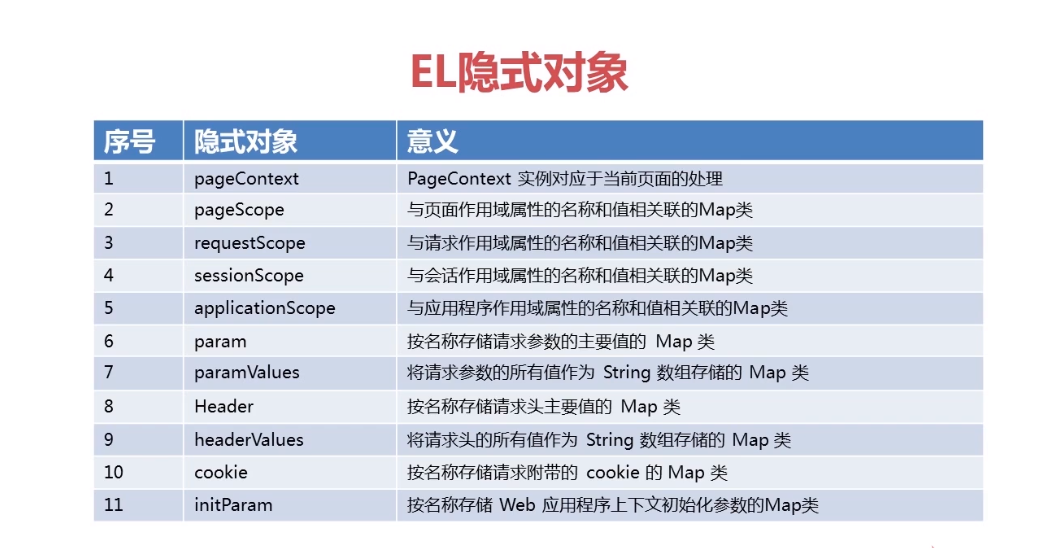 EL隐式对象
序号 隐式对象 意义
1 pageContext PageContext 实例对应于当前页面的处理
2 pageScope 与页面作用域属性的名称和值相关联的Map类
3 requestScope 与请求作用域属性的名称和值相关联的Map类
4 sessionScope 与会话作用域属性的名称和值相关联的Map类
5 applicationScope 与应用程序作用域属性的名称和值相关联的Map类
6 param 按名称存储请求参数的主要值的 Map 类
7 paramValues 将请求参数的所有值作为 String 数组存储的 Map 类
8 Header 按名称存储请求头主要值的 Map 类
9 headerValues 将请求头的所有值作为 String 数组存储的 Map 类
10 cookie 按名称存储请求附带的 cookie 的 Map 类
11 initParam 按名称存储 Web 应用程序上下文初始化参数的Map类